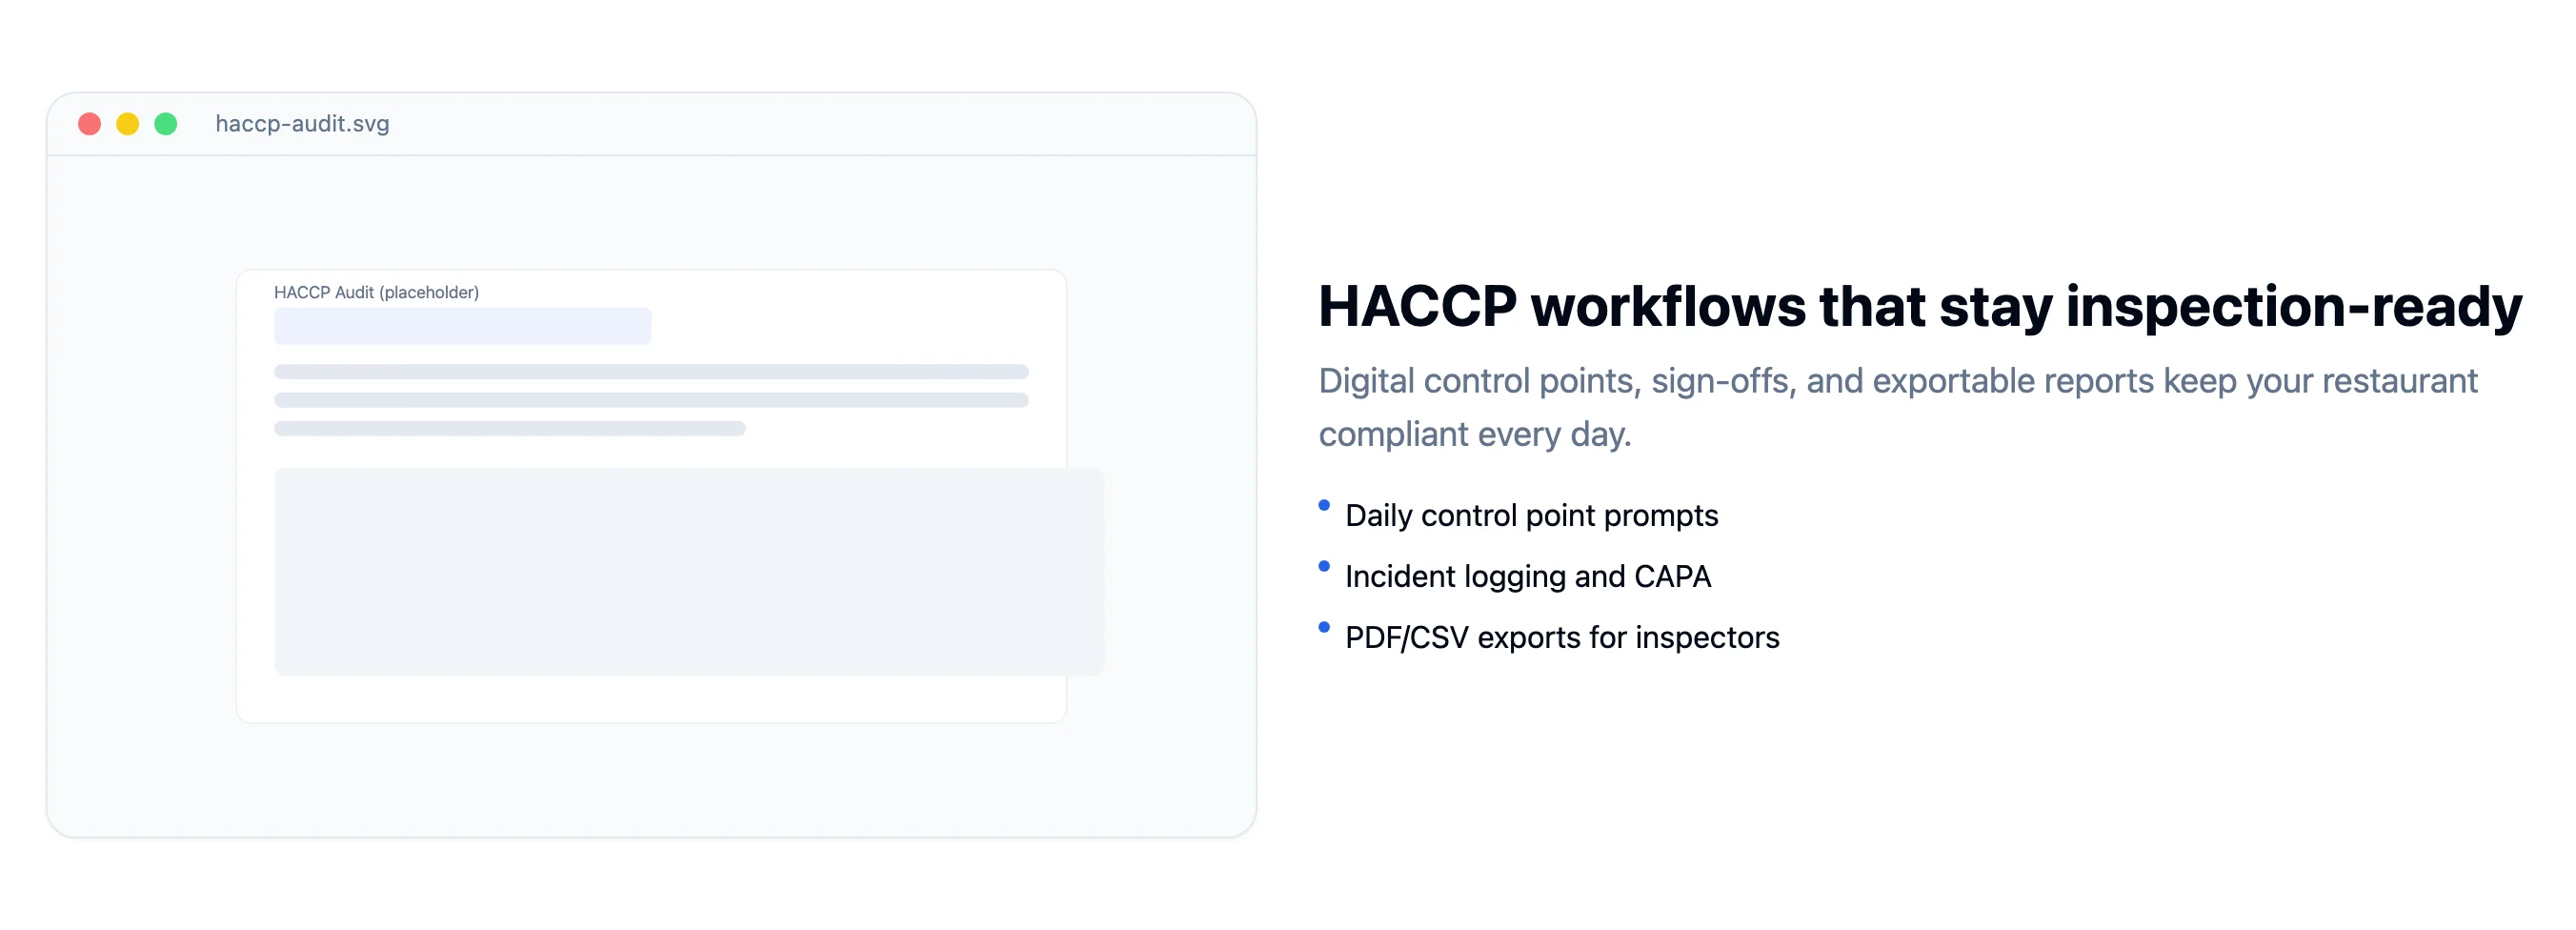 haccp-audit.svg
HACCP Audit (placeholder)
HACCP workflows that stay inspection-ready
Digital control points, sign-offs, and exportable reports keep your restaurant
compliant every day.
Daily control point prompts
Incident logging and CAPA
PDF/CSV exports for inspectors